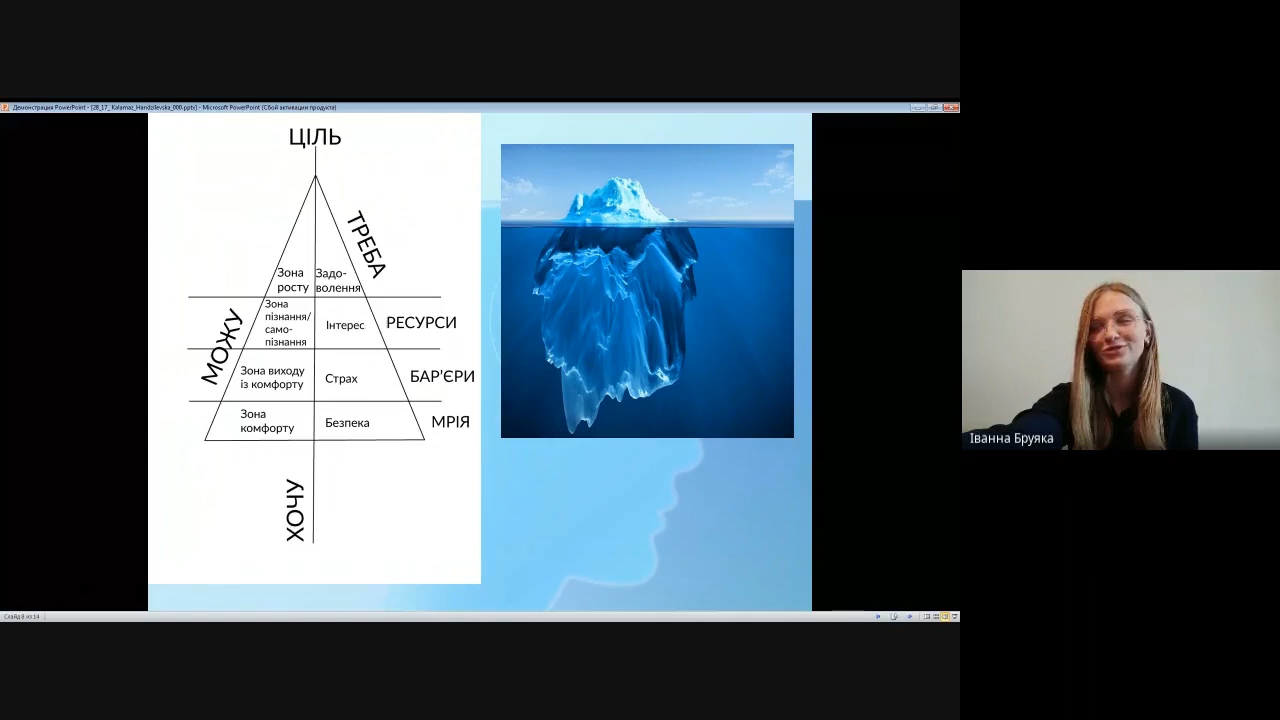 Демонстрация PowerPoint - [28_17_ Kalamaz_Handzilevska_000.pptx] - Microsoft PowerPoint (Сбой активации продукта)
ЦІЛЬ
ТРЕБА
Зона
росту
Задо-
волення
МОЖУ
Зона
пізнання/
само-
пізнання
Інтерес
РЕСУРСИ
Зона виходу
із комфорту
Страх
БАР'ЄРИ
Зона
комфорту
Безпека
МРІЯ
ХОЧУ
Іванна Бруяка
Слайд 8 из 14